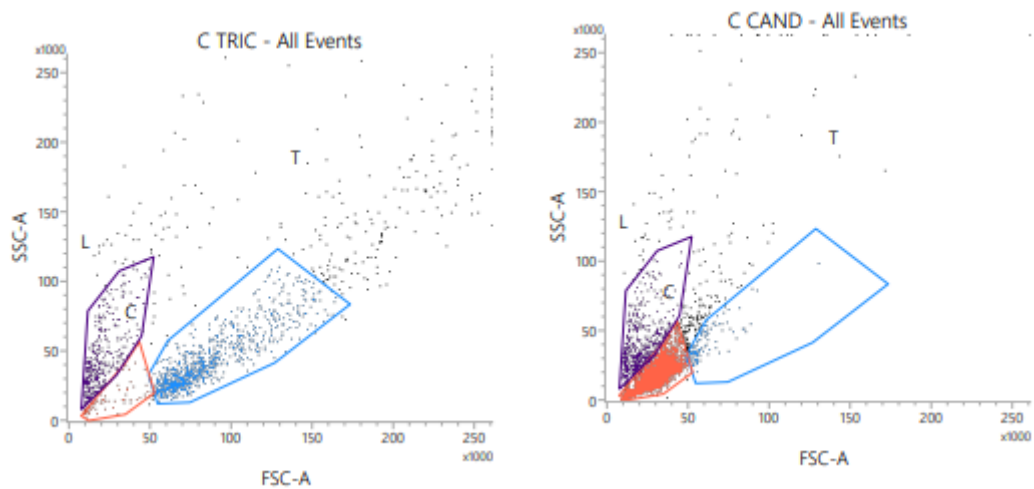 C TRIC - All Events
x1000
250
200
150
100
50
0
SSC-A
T
L
C
0 50 100 150 200 250
x1000
FSC-A
C CAND - All Events
x1000
250
200
150
100
50
0
SSC-A
T
L
C
0 50 100 150 200 250
x1000
FSC-A